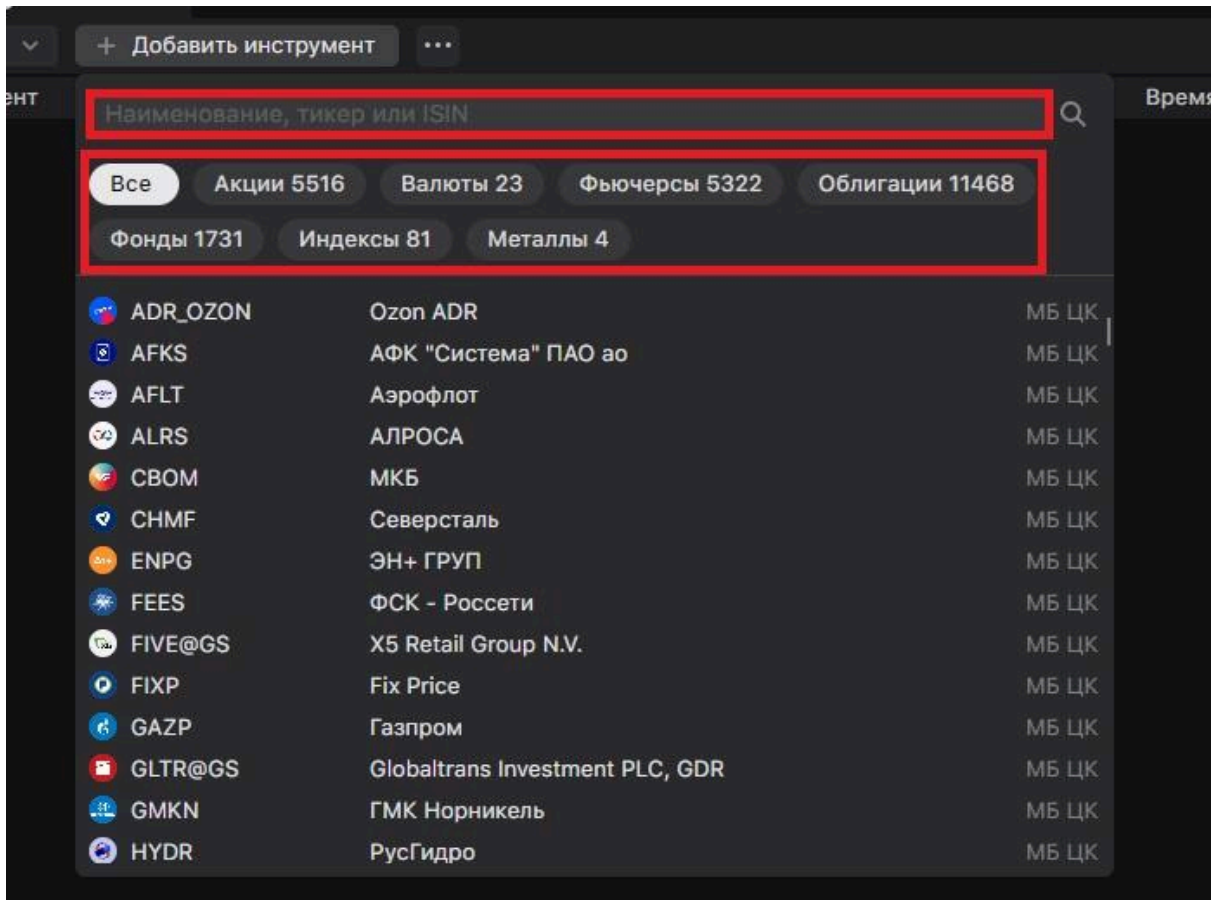 + Добавить инструмент ...
ент
Время
Наименование, тикер или ISIN
Все Акции 5516 Валюты 23 Фьючерсы 5322 Облигации 11468
Фонды 1731 Индексы 81 Металлы 4
ADR_OZON Ozon ADR МБ ЦК
AFKS АФК "Система" ПАО ао МБ ЦК
AFLT Аэрофлот МБ ЦК
ALRS АЛРОСА МБ ЦК
CBOM МКБ МБ ЦК
CHMF Северсталь МБ ЦК
ENPG ЭН+ ГРУП МБ ЦК
FEES ФСК - Россети МБ ЦК
FIVE@GS X5 Retail Group N.V. МБ ЦК
FIXP Fix Price МБ ЦК
GAZP Газпром МБ ЦК
GLTR@GS Globaltrans Investment PLC, GDR МБ ЦК
GMKN ГМК Норникель МБ ЦК
HYDR РусГидро МБ ЦК